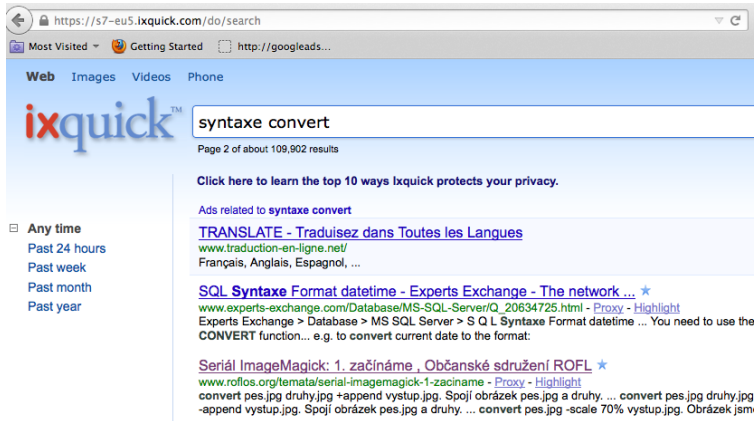 https://s7-eu5.ixquick.com/do/search
Most Visited Getting Started http://googleads...
Web Images Videos Phone
ixquick™
syntaxe convert
Page 2 of about 109,902 results
Click here to learn the top 10 ways Ixquick protects your privacy.
Ads related to syntaxe convert
Any time
TRANSLATE - Traduisez dans Toutes les Langues
Past 24 hours
www.traduction-en-ligne.net/
Past week
Français, Anglais, Espagnol, ...
Past month
SQL Syntaxe Format datetime - Experts Exchange - The network ...
Past year
www.experts-exchange.com/Database/MS-SQL-Server/Q_20634725.html - Proxy - Highlight
Experts Exchange > Database > MS SQL Server > S Q L Syntaxe Format datetime ... You need to use the
CONVERT function... e.g. to convert current date to the format:
Seriál ImageMagick: 1. začínáme , Občanské sdružení ROFL
www.roflos.org/temata/serial-imagemagick-1-zaciname - Proxy - Highlight
convert pes.jpg druhy.jpg +append vystup.jpg. Spojí obrázek pes.jpg a druhy. ... convert pes.jpg druhy.jpg
-append vystup.jpg. Spojí obrázek pes.jpg a druhy. ... convert pes.jpg -scale 70% vystup.jpg. Obrázek jsme